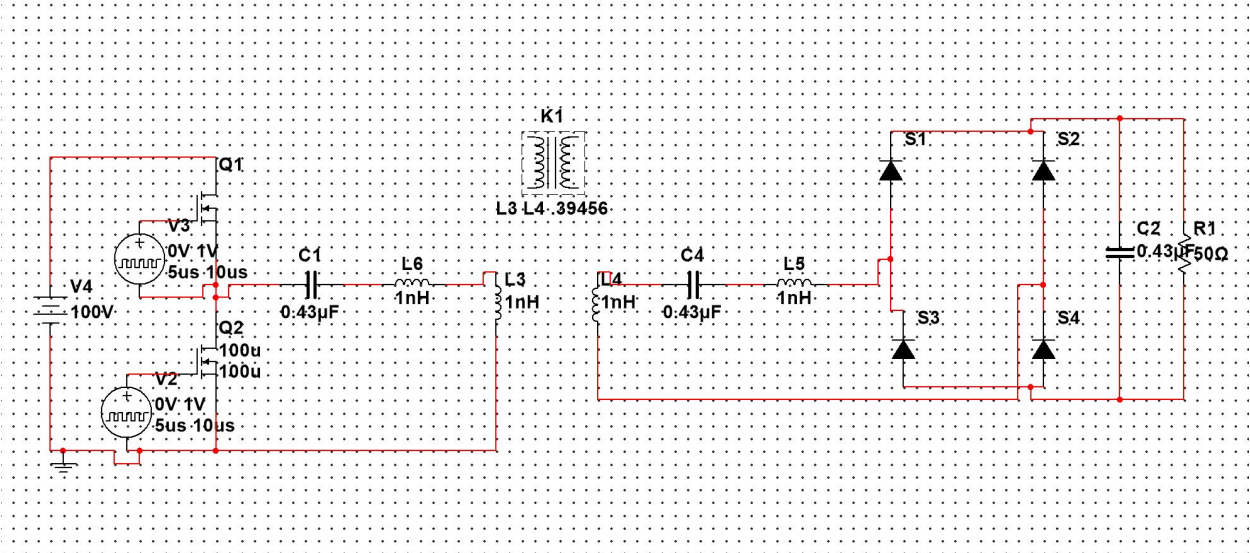 K1
L3 L4 .39456
Q1
V3
0V 1V
5us 10us
V4
100V
C1
0.43µF
L6
1nH
L3
1nH
L4
1nH
C4
0.43µF
L5
1nH
S1
S2
C2
0.43µF
R1
50Ω
Q2
100u
100u
V2
0V 1V
5us 10us
S3
S4